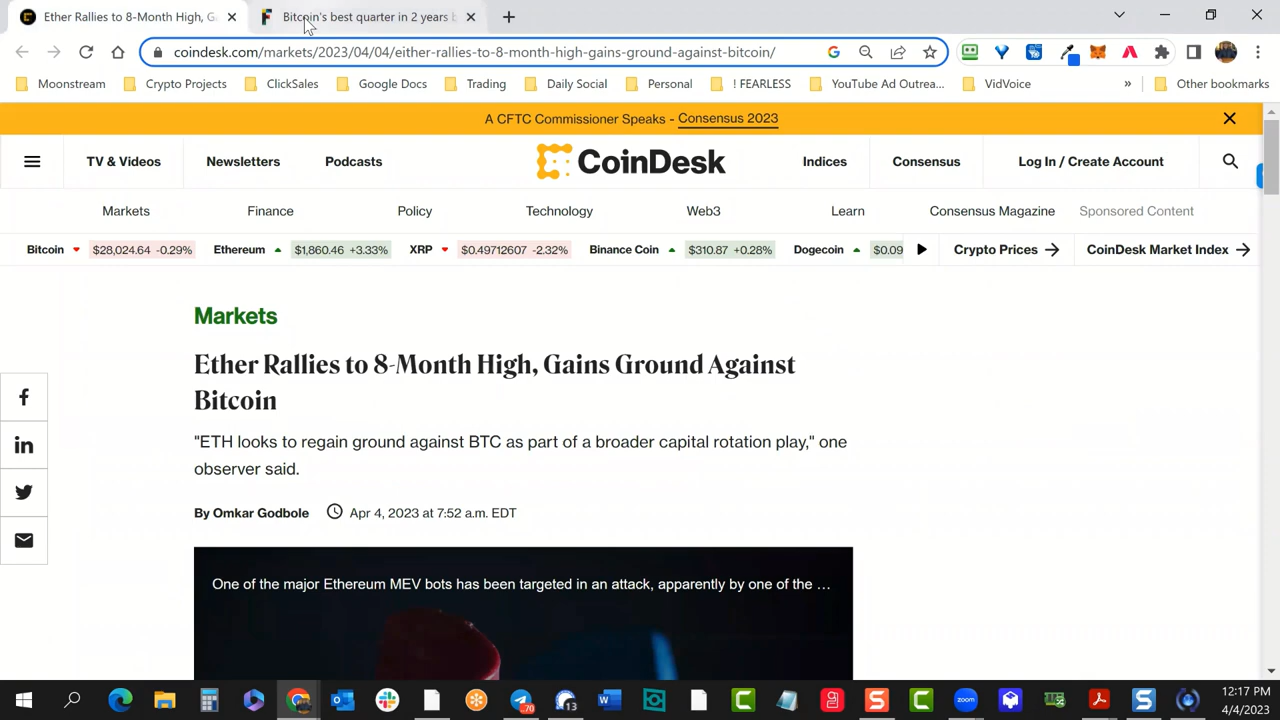 Ether Rallies to 8-Month High, G
Bitcoin's best quarter in 2 years b
coindesk.com/markets/2023/04/04/either-rallies-to-8-month-high-gains-ground-against-bitcoin/
Moonstream
Crypto Projects
ClickSales
Google Docs
Trading
Daily Social
Personal
! FEARLESS
YouTube Ad Outrea...
VidVoice
»
Other bookmarks
A CFTC Commissioner Speaks - Consensus 2023
TV & Videos
Newsletters
Podcasts
CoinDesk
Indices
Consensus
Log In / Create Account
Markets
Finance
Policy
Technology
Web3
Learn
Consensus Magazine
Sponsored Content
Bitcoin $28,024.64 -0.29%
Ethereum $1,860.46 +3.33%
XRP $0.49712607 -2.32%
Binance Coin $310.87 +0.28%
Dogecoin $0.09
Crypto Prices
CoinDesk Market Index
Markets
Ether Rallies to 8-Month High, Gains Ground Against
Bitcoin
"ETH looks to regain ground against BTC as part of a broader capital rotation play," one
observer said.
By Omkar Godbole
Apr 4, 2023 at 7:52 a.m. EDT
One of the major Ethereum MEV bots has been targeted in an attack, apparently by one of the ...
70
13
zoom
12:17 PM
4/4/2023